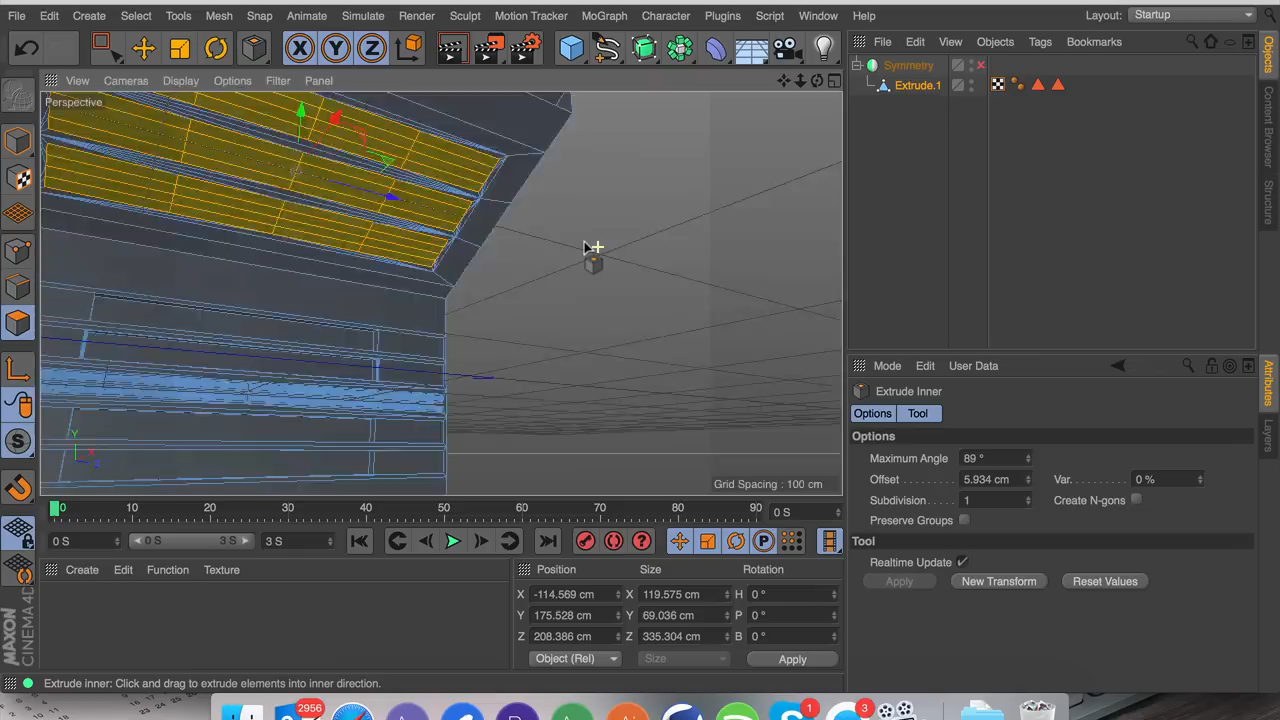 File Edit Select Tools Mesh Snap Animate Simulate Render Sculpt Motion Tracker MoGraph Character Plugins Script Window Help Layout: Startup
X Y Z
File Edit View Objects Tags Bookmarks
Symmetry
Extrude.1
Objects
Content Browser
Structure
View Cameras Display Options Filter Panel
Perspective
Y
X
Z
Grid Spacing : 100 cm
Mode Edit User Data
Extrude Inner
Options Tool
Options
Maximum Angle 89 °
Offset 5.934 cm Var. 0 %
Subdivision 1 Create N-gons
Preserve Groups
Tool
Realtime Update
Apply New Transform Reset Values
Attributes
Layers
S
0 10 20 30 40 50 60 70 80 90 0 S
0 S 0 S 3 S 3 S
P
Create Edit Function Texture
Position Size Rotation
X -114.569 cm X 119.575 cm H 0 °
Y 175.528 cm Y 69.036 cm P 0 °
Z 208.386 cm Z 335.304 cm B 0 °
Object (Rel) Size Apply
MAXON
CINEMA 4D
Extrude inner: Click and drag to extrude elements into inner direction.
2956 1 3